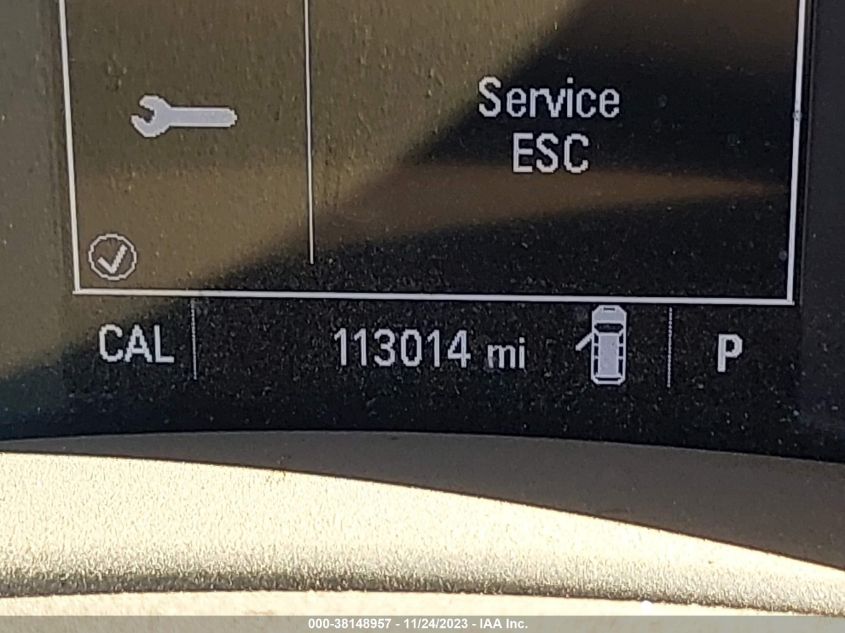 Service
ESC
CAL 113014 mi P
000-38148957 - 11/24/2023 - IAA Inc.